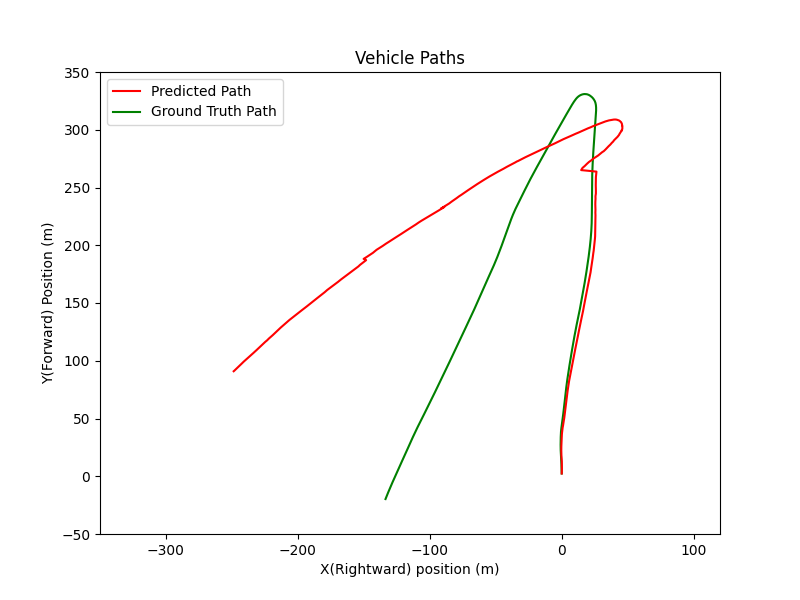 Vehicle Paths
Predicted Path
Ground Truth Path
350
300
250
200
150
100
50
0
−50
Y(Forward) Position (m)
−300
−200
−100
0
100
X(Rightward) position (m)